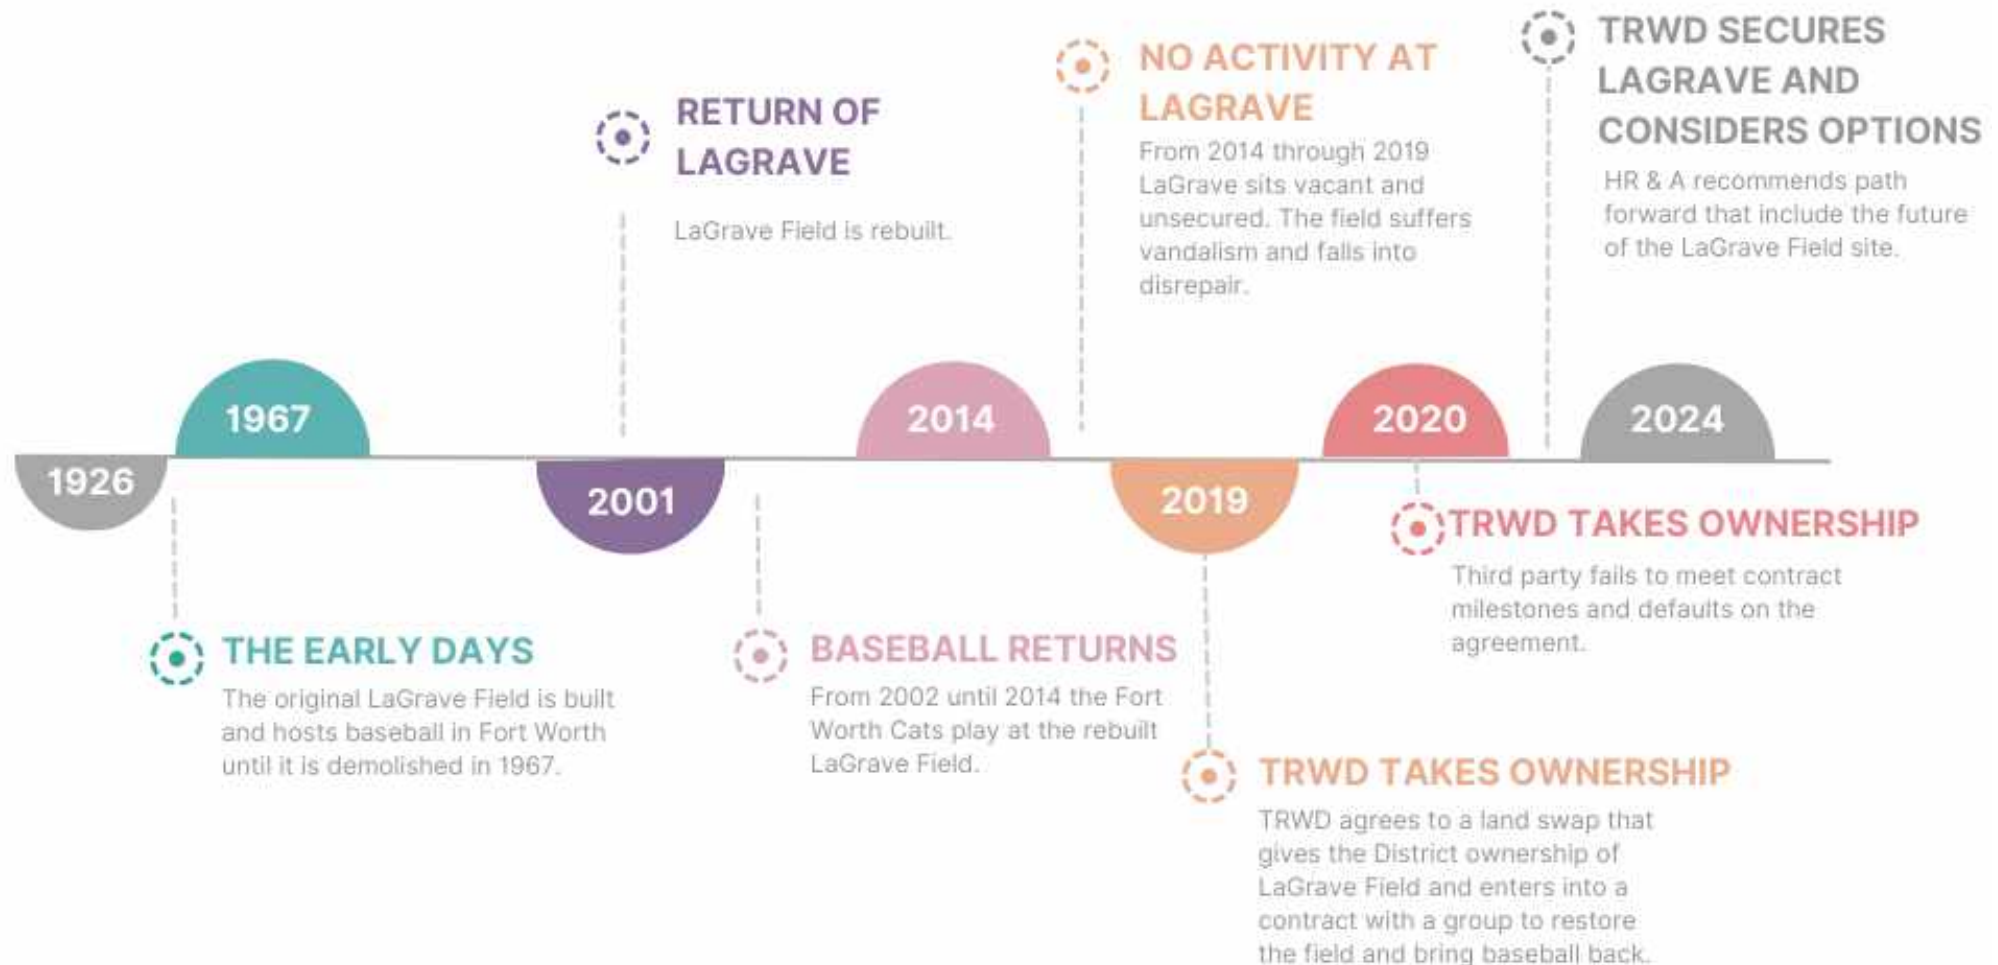 1926
THE EARLY DAYS
The original LaGrave Field is built
and hosts baseball in Fort Worth
until it is demolished in 1967.
1967
RETURN OF
LAGRAVE
LaGrave Field is rebuilt.
2001
BASEBALL RETURNS
From 2002 until 2014 the Fort
Worth Cats play at the rebuilt
LaGrave Field.
2014
NO ACTIVITY AT
LAGRAVE
From 2014 through 2019
LaGrave sits vacant and
unsecured. The field suffers
vandalism and falls into
disrepair.
2019
TRWD TAKES OWNERSHIP
TRWD agrees to a land swap that
gives the District ownership of
LaGrave Field and enters into a
contract with a group to restore
the field and bring baseball back.
2020
TRWD TAKES OWNERSHIP
Third party fails to meet contract
milestones and defaults on the
agreement.
TRWD SECURES
LAGRAVE AND
CONSIDERS OPTIONS
HR & A recommends path
forward that include the future
of the LaGrave Field site.
2024